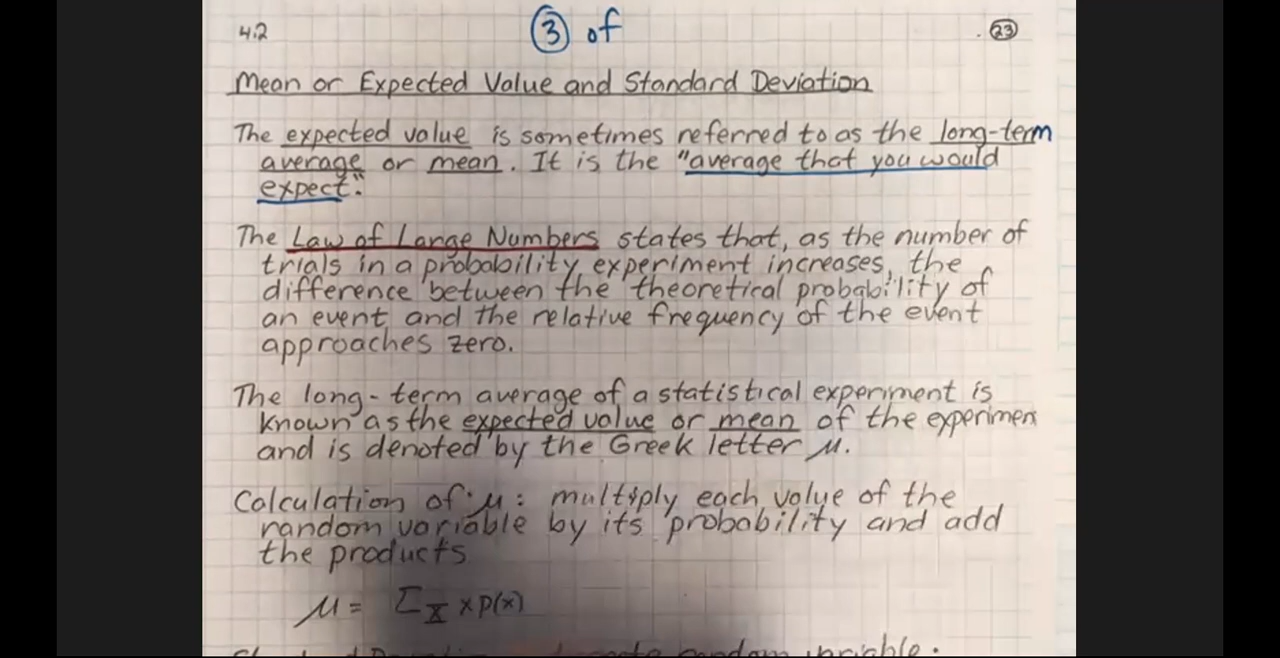 4.2
③ of
23
Mean or Expected Value and Standard Deviation
The expected value is sometimes referred to as the long-term
average or mean. It is the "average that you would
expect."
The Law of Large Numbers states that, as the number of
trials in a probability experiment increases, the
difference between the theoretical probability of
an event and the relative frequency of the event
approaches zero.
The long-term average of a statistical experiment is
known as the expected value or mean of the experimen
and is denoted by the Greek letter μ.
Calculation of μ: multiply each value of the
random variable by its probability and add
the products
μ = Σ_X x P(x)
random variable.